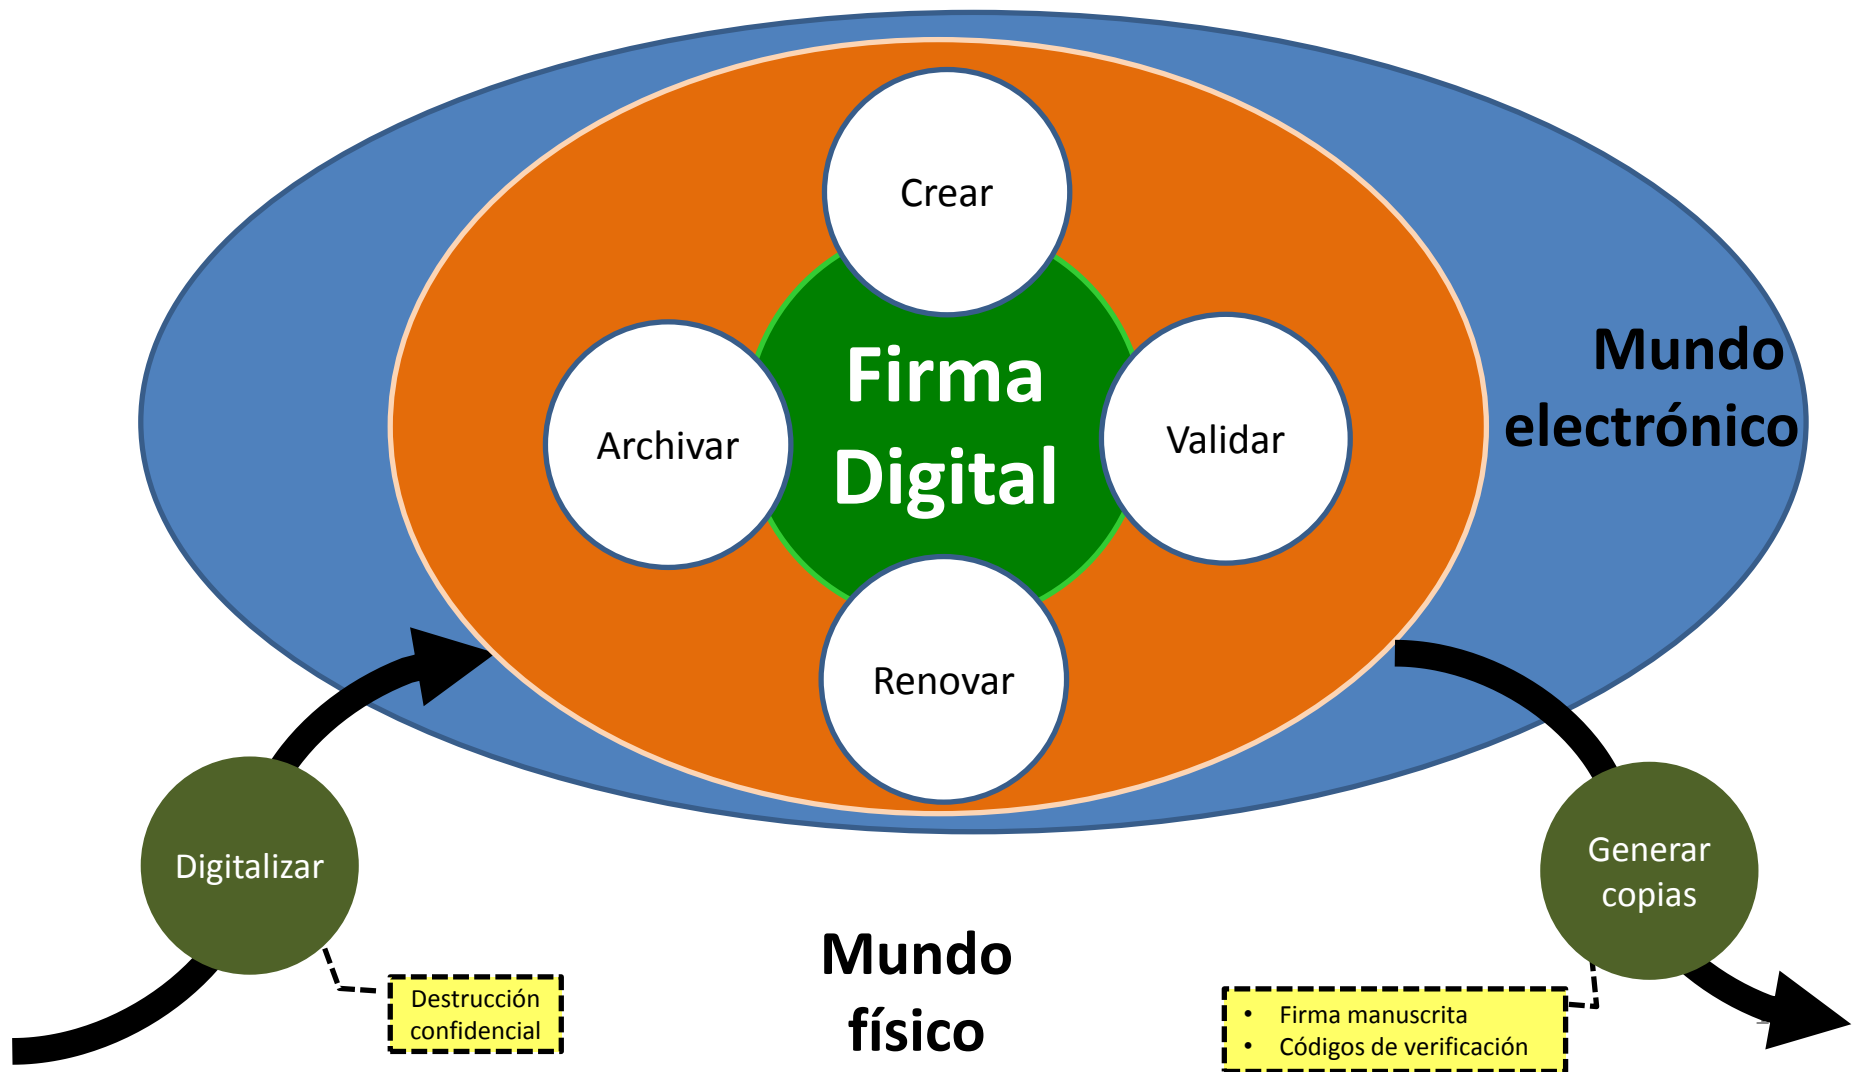 Crear
Firma
Digital
Archivar
Validar
Renovar
Mundo
electrónico
Digitalizar
Generar
copias
Mundo
físico
Destrucción
confidencial
• Firma manuscrita
• Códigos de verificación